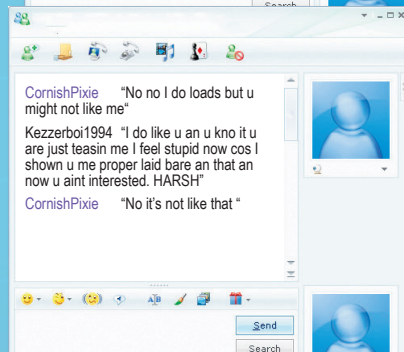 Search
CornishPixie “No no I do loads but u
might not like me“
Kezzerboi1994 “I do like u an u kno it u
are just teasin me I feel stupid now cos I
shown u me proper laid bare an that an
now u aint interested. HARSH”
CornishPixie “No it’s not like that “
A|B
Send
Search